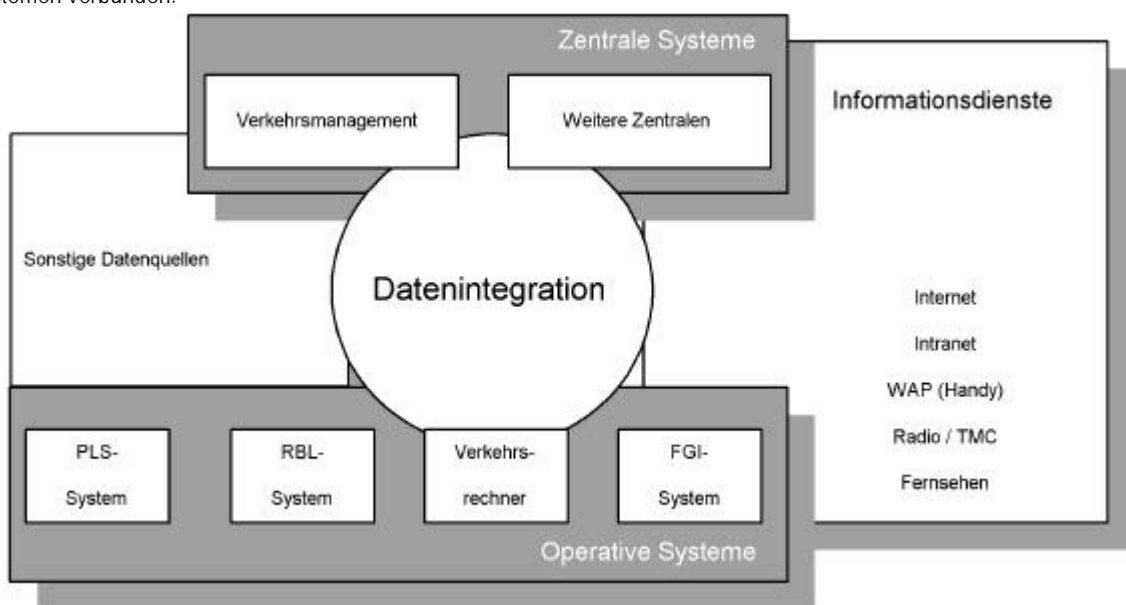 Zentrale Systeme
Verkehrsmanagement
Weitere Zentralen
Informationsdienste
Sonstige Datenquellen
Datenintegration
Internet
Intranet
WAP (Handy)
Radio / TMC
Fernsehen
PLS-
System
RBL-
System
Verkehrs-
rechner
FGI-
System
Operative Systeme